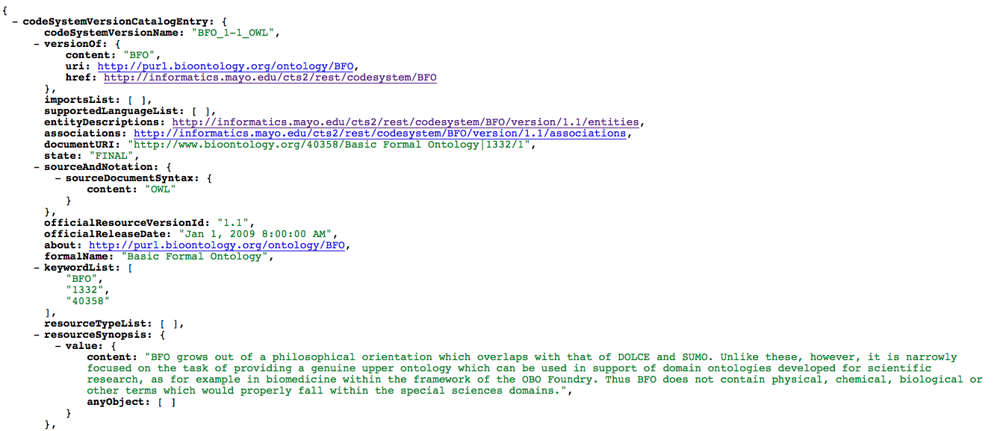 {
- codeSystemVersionCatalogEntry: {
codeSystemVersionName: "BFO_1-1_OWL",
- versionOf: {
content: "BFO",
uri: http://purl.bioontology.org/ontology/BFO,
href: http://informatics.mayo.edu/cts2/rest/codesystem/BFO
},
importsList: [ ],
supportedLanguageList: [ ],
entityDescriptions: http://informatics.mayo.edu/cts2/rest/codesystem/BFO/version/1.1/entities,
associations: http://informatics.mayo.edu/cts2/rest/codesystem/BFO/version/1.1/associations,
documentURI: "http://www.bioontology.org/40358/Basic Formal Ontology|1332/1",
state: "FINAL",
- sourceAndNotation: {
- sourceDocumentSyntax: {
content: "OWL"
}
},
officialResourceVersionId: "1.1",
officialReleaseDate: "Jan 1, 2009 8:00:00 AM",
about: http://purl.bioontology.org/ontology/BFO,
formalName: "Basic Formal Ontology",
- keywordList: [
"BFO",
"1332",
"40358"
],
resourceTypeList: [ ],
- resourceSynopsis: {
- value: {
content: "BFO grows out of a philosophical orientation which overlaps with that of DOLCE and SUMO. Unlike these, however, it is narrowly
focused on the task of providing a genuine upper ontology which can be used in support of domain ontologies developed for scientific
research, as for example in biomedicine within the framework of the OBO Foundry. Thus BFO does not contain physical, chemical, biological or
other terms which would properly fall within the special sciences domains.",
anyObject: [ ]
}
},